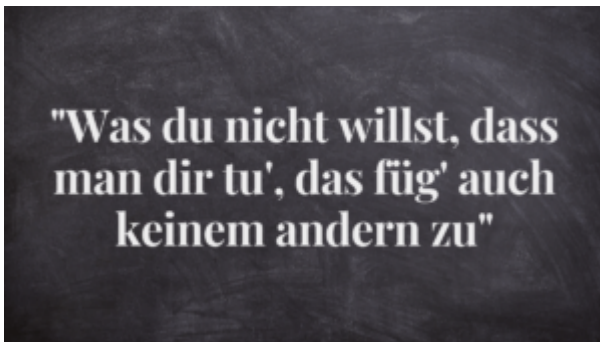 "Was du nicht willst, dass
man dir tu', das füg' auch
keinem andern zu"